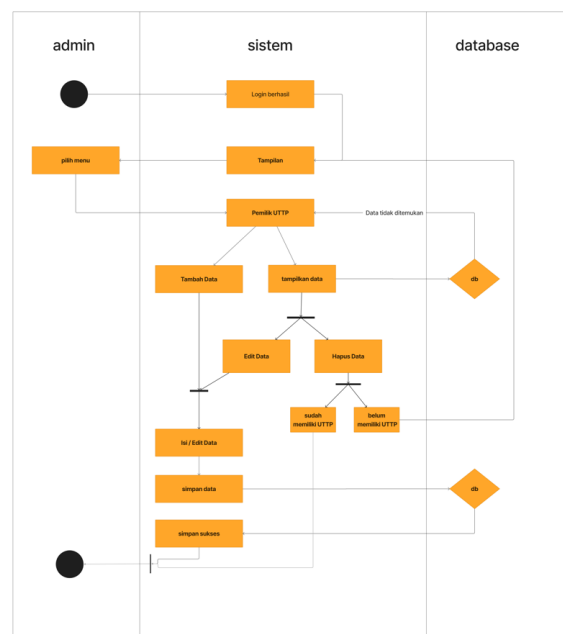 admin
sistem
database
Login berhasil
pilih menu
Tampilan
Pemilik UTTP
Data tidak ditemukan
Tambah Data
tampilkan data
db
Edit Data
Hapus Data
sudah
memiliki UTTP
belum
memiliki UTTP
Isi / Edit Data
simpan data
db
simpan sukses